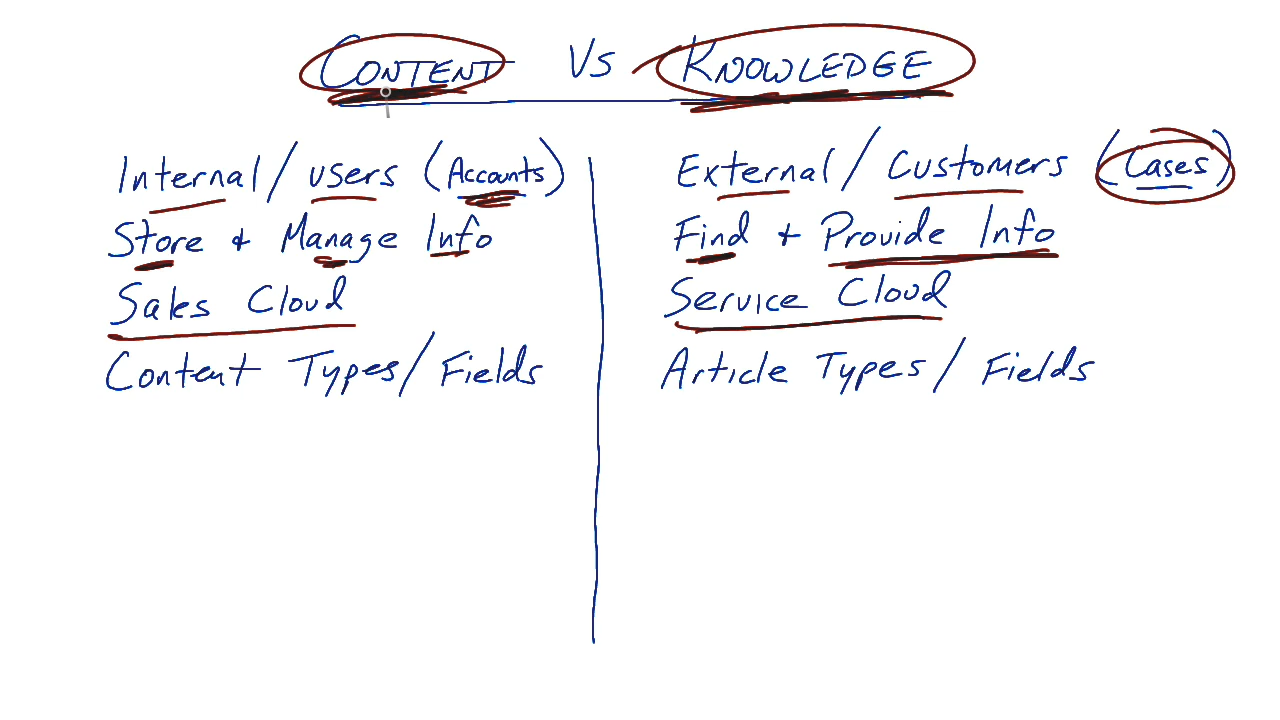 CONTENT Vs KNOWLEDGE
Internal / users (Accounts)
Store & Manage Info
Sales Cloud
Content Types / Fields
External / Customers (Cases)
Find + Provide Info
Service Cloud
Article Types / Fields